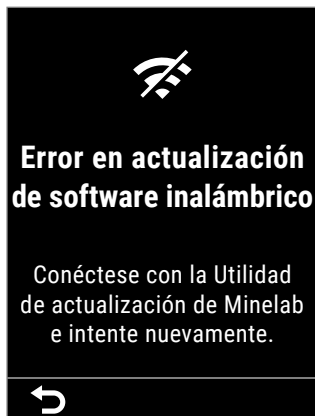 Error en actualización
de software inalámbrico
Conéctese con la Utilidad
de actualización de Minelab
e intente nuevamente.